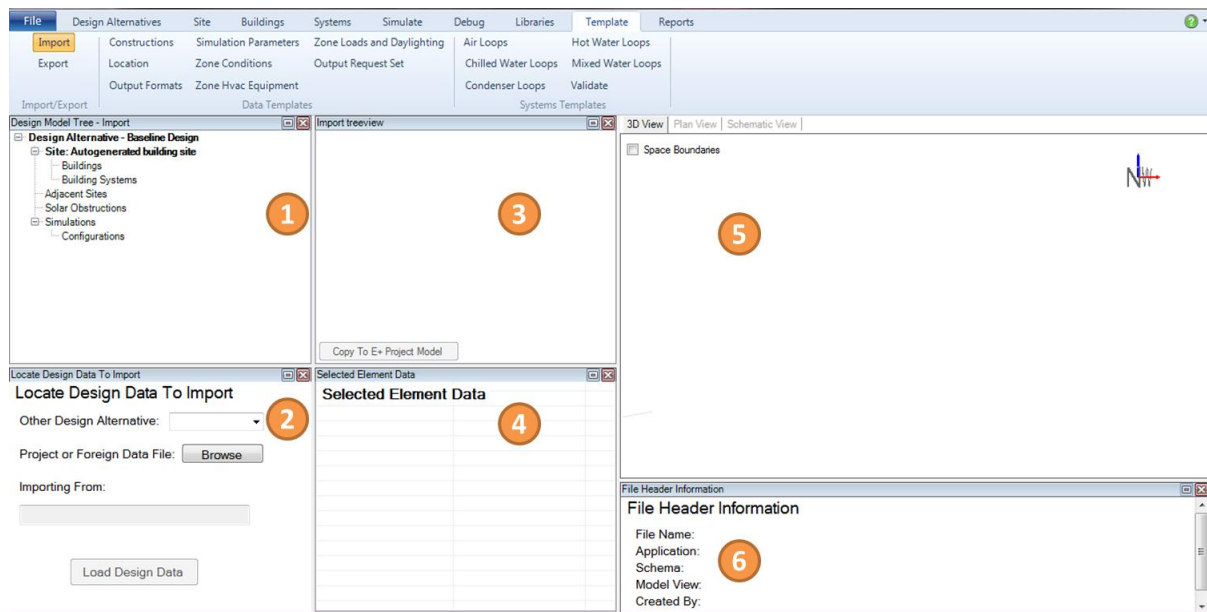 File Design Alternatives Site Buildings Systems Simulate Debug Libraries Template Reports
Import Constructions Simulation Parameters Zone Loads and Daylighting Air Loops Hot Water Loops
Export Location Zone Conditions Output Request Set Chilled Water Loops Mixed Water Loops
Output Formats Zone Hvac Equipment Condenser Loops Validate
Import/Export Data Templates Systems Templates
Design Model Tree - Import
Design Alternative - Baseline Design
Site: Autogenerated building site
Buildings
Building Systems
Adjacent Sites
Solar Obstructions
Simulations
Configurations
1
Import treeview
3
Copy To E+ Project Model
3D View Plan View Schematic View
Space Boundaries
N W
5
Locate Design Data To Import
Locate Design Data To Import
Other Design Alternative:
2
Project or Foreign Data File: Browse
Importing From:
Load Design Data
Selected Element Data
Selected Element Data
4
File Header Information
File Header Information
File Name:
Application:
Schema:
Model View:
Created By:
6